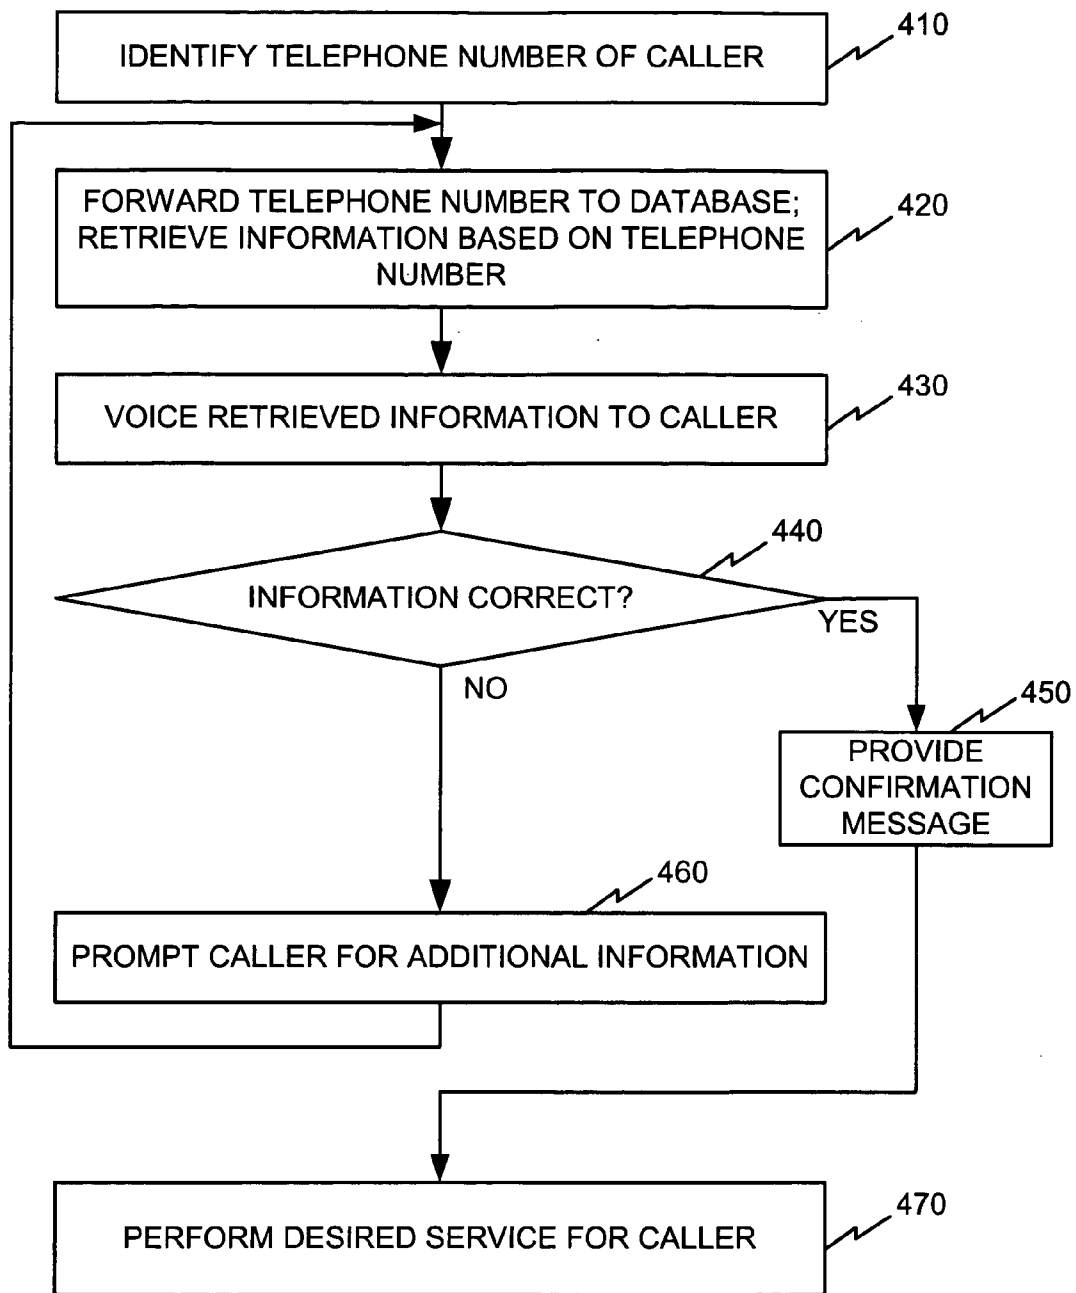 410
IDENTIFY TELEPHONE NUMBER OF CALLER
420
FORWARD TELEPHONE NUMBER TO DATABASE;
RETRIEVE INFORMATION BASED ON TELEPHONE
NUMBER
430
VOICE RETRIEVED INFORMATION TO CALLER
440
INFORMATION CORRECT?
YES
NO
450
PROVIDE
CONFIRMATION
MESSAGE
460
PROMPT CALLER FOR ADDITIONAL INFORMATION
470
PERFORM DESIRED SERVICE FOR CALLER